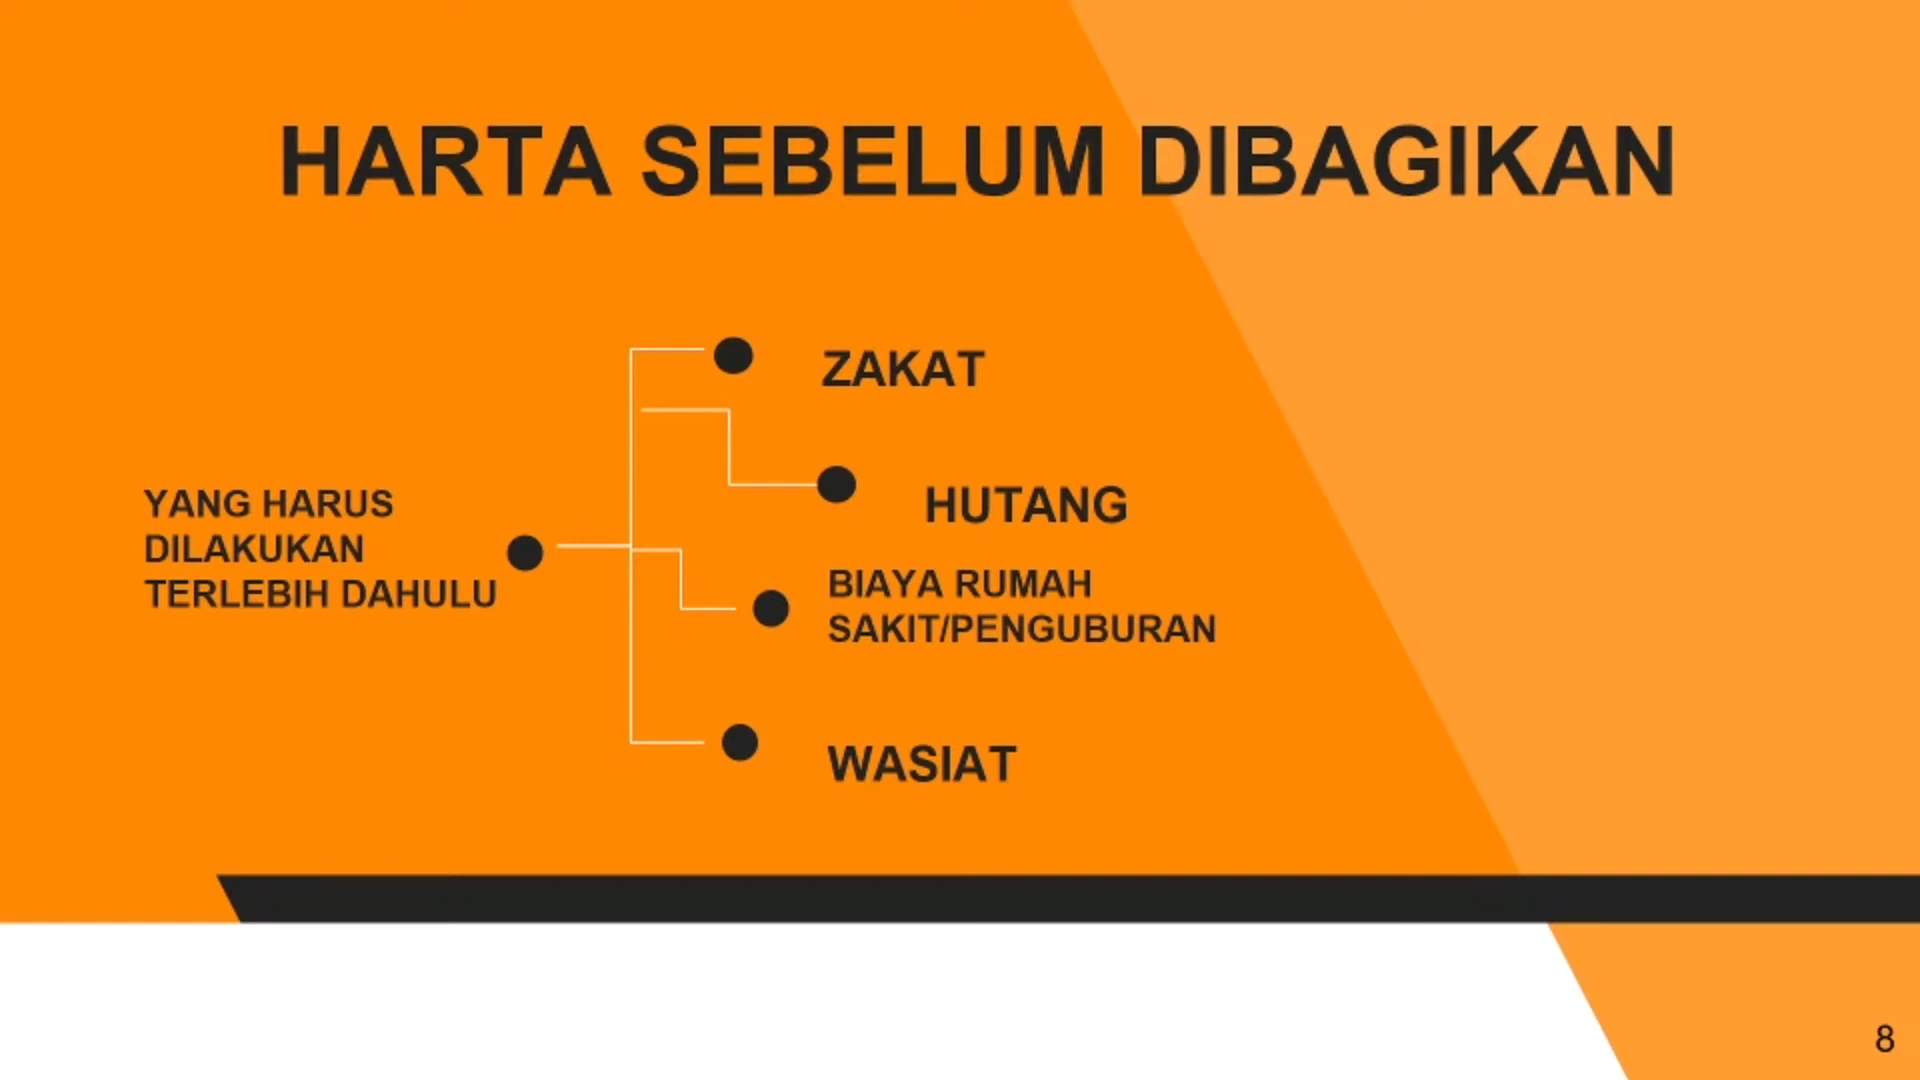 HARTA SEBELUM DIBAGIKAN
ZAKAT
HUTANG
YANG HARUS
DILAKUKAN
TERLEBIH DAHULU
BIAYA RUMAH
SAKIT/PENGUBURAN
WASIAT
8